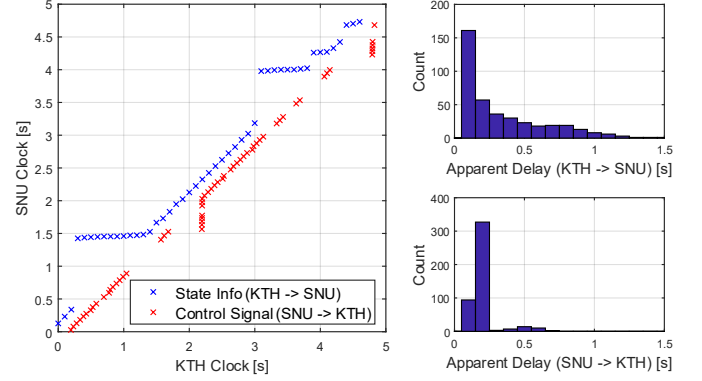 5
4.5
4
3.5
3
2.5
2
1.5
1
0.5
0
SNU Clock [s]
0 1 2 3 4 5
KTH Clock [s]
State Info (KTH -> SNU)
Control Signal (SNU -> KTH)
200
150
100
50
0
Count
0 0.5 1 1.5
Apparent Delay (KTH -> SNU) [s]
400
300
200
100
0
Count
0 0.5 1 1.5
Apparent Delay (SNU -> KTH) [s]